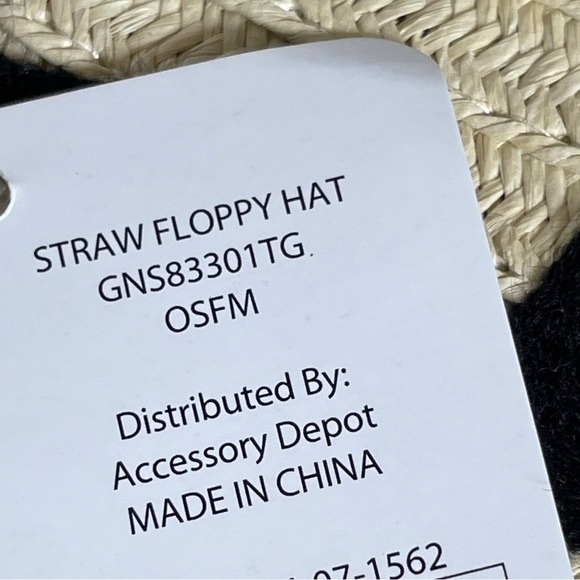 STRAW FLOPPY HAT
GNS83301TG.
OSFM
Distributed By:
Accessory Depot
MADE IN CHINA
07-1562